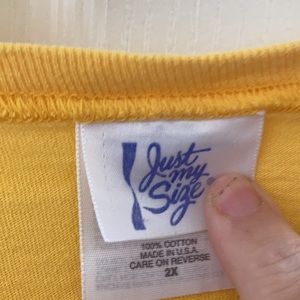 Just
my
Size
100% COTTON
MADE IN U.S.A.
CARE ON REVERSE
2X